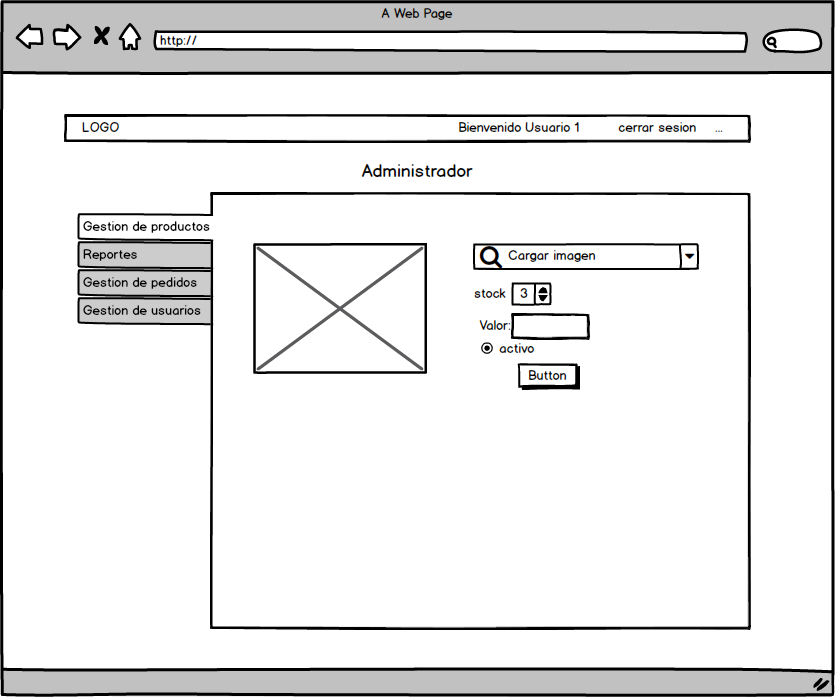 A Web Page
http://
LOGO Bienvenido Usuario 1 cerrar sesion ...
Administrador
Gestion de productos
Reportes
Gestion de pedidos
Gestion de usuarios
Cargar imagen
stock 3
Valor:
activo
Button